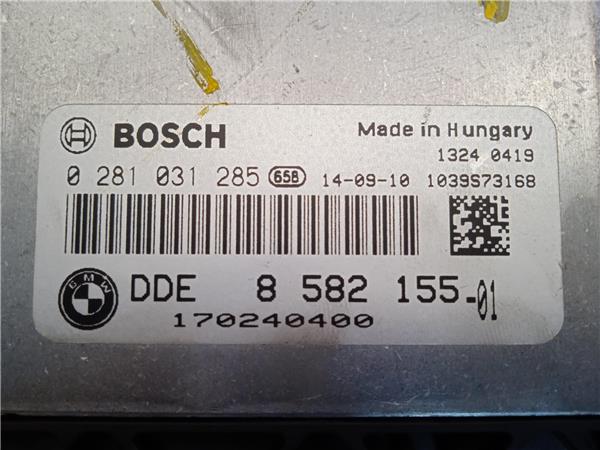 BOSCH
Made in Hungary
1324 0419
0 281 031 285 658 14-09-10 1039S73168
BMW
DDE 8 582 155-01
170240400